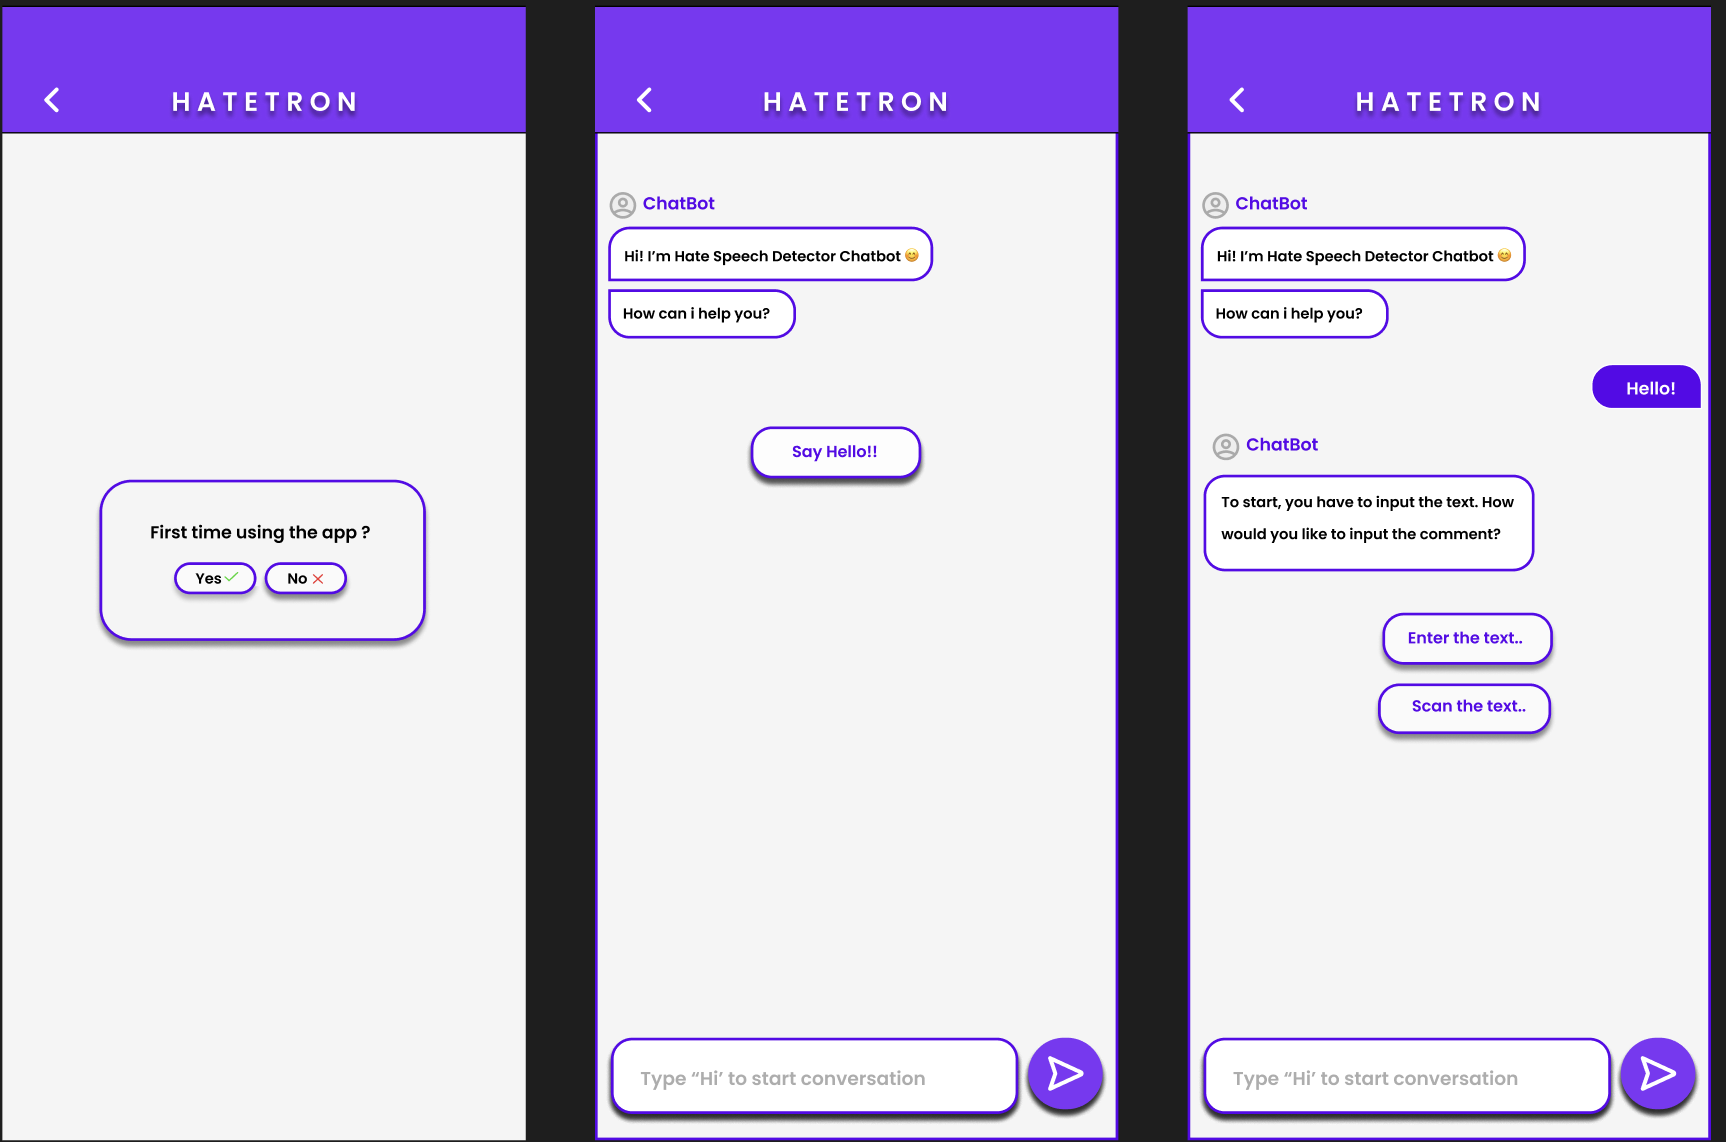 HATETRON
First time using the app ?
Yes
No
HATETRON
ChatBot
Hi! I’m Hate Speech Detector Chatbot 😊
How can i help you?
Say Hello!!
Type “Hi’ to start conversation
HATETRON
ChatBot
Hi! I’m Hate Speech Detector Chatbot 😊
How can i help you?
Hello!
ChatBot
To start, you have to input the text. How
would you like to input the comment?
Enter the text..
Scan the text..
Type “Hi’ to start conversation